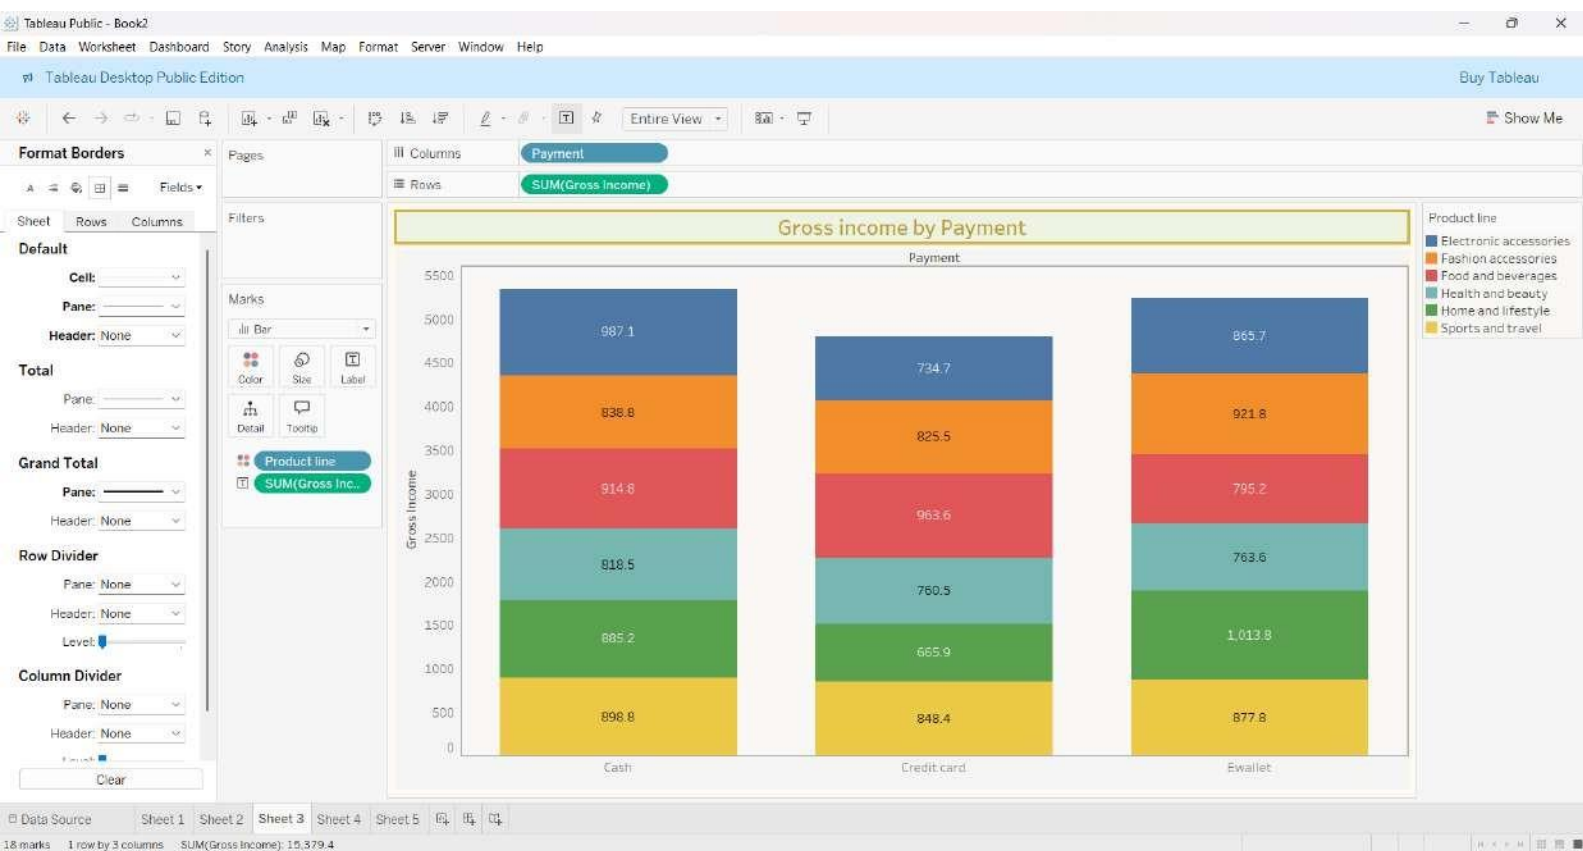 Tableau Public - Book2
File Data Worksheet Dashboard Story Analysis Map Format Server Window Help
Tableau Desktop Public Edition
Buy Tableau
Entire View
Show Me
Format Borders
Fields
Sheet Rows Columns
Default
Cell:
Pane:
Header: None
Total
Pane:
Header: None
Grand Total
Pane:
Header: None
Row Divider
Pane: None
Header: None
Level:
Column Divider
Pane: None
Header: None
Clear
Pages
Filters
Marks
Bar
Color Size Label
Detail Tooltip
Product line
SUM(Gross Inc..
Columns Payment
Rows SUM(Gross Income)
Gross income by Payment
Payment
Gross Income
5500
5000
4500
4000
3500
3000
2500
2000
1500
1000
500
0
987.1
838.8
914.8
818.5
885.2
898.8
734.7
825.5
963.6
760.5
665.9
848.4
865.7
921.8
795.2
763.6
1,013.8
877.8
Cash Credit card Ewallet
Product line
Electronic accessories
Fashion accessories
Food and beverages
Health and beauty
Home and lifestyle
Sports and travel
Data Source Sheet 1 Sheet 2 Sheet 3 Sheet 4 Sheet 5
18 marks 1 row by 3 columns SUM(Gross Income): 15,379.4